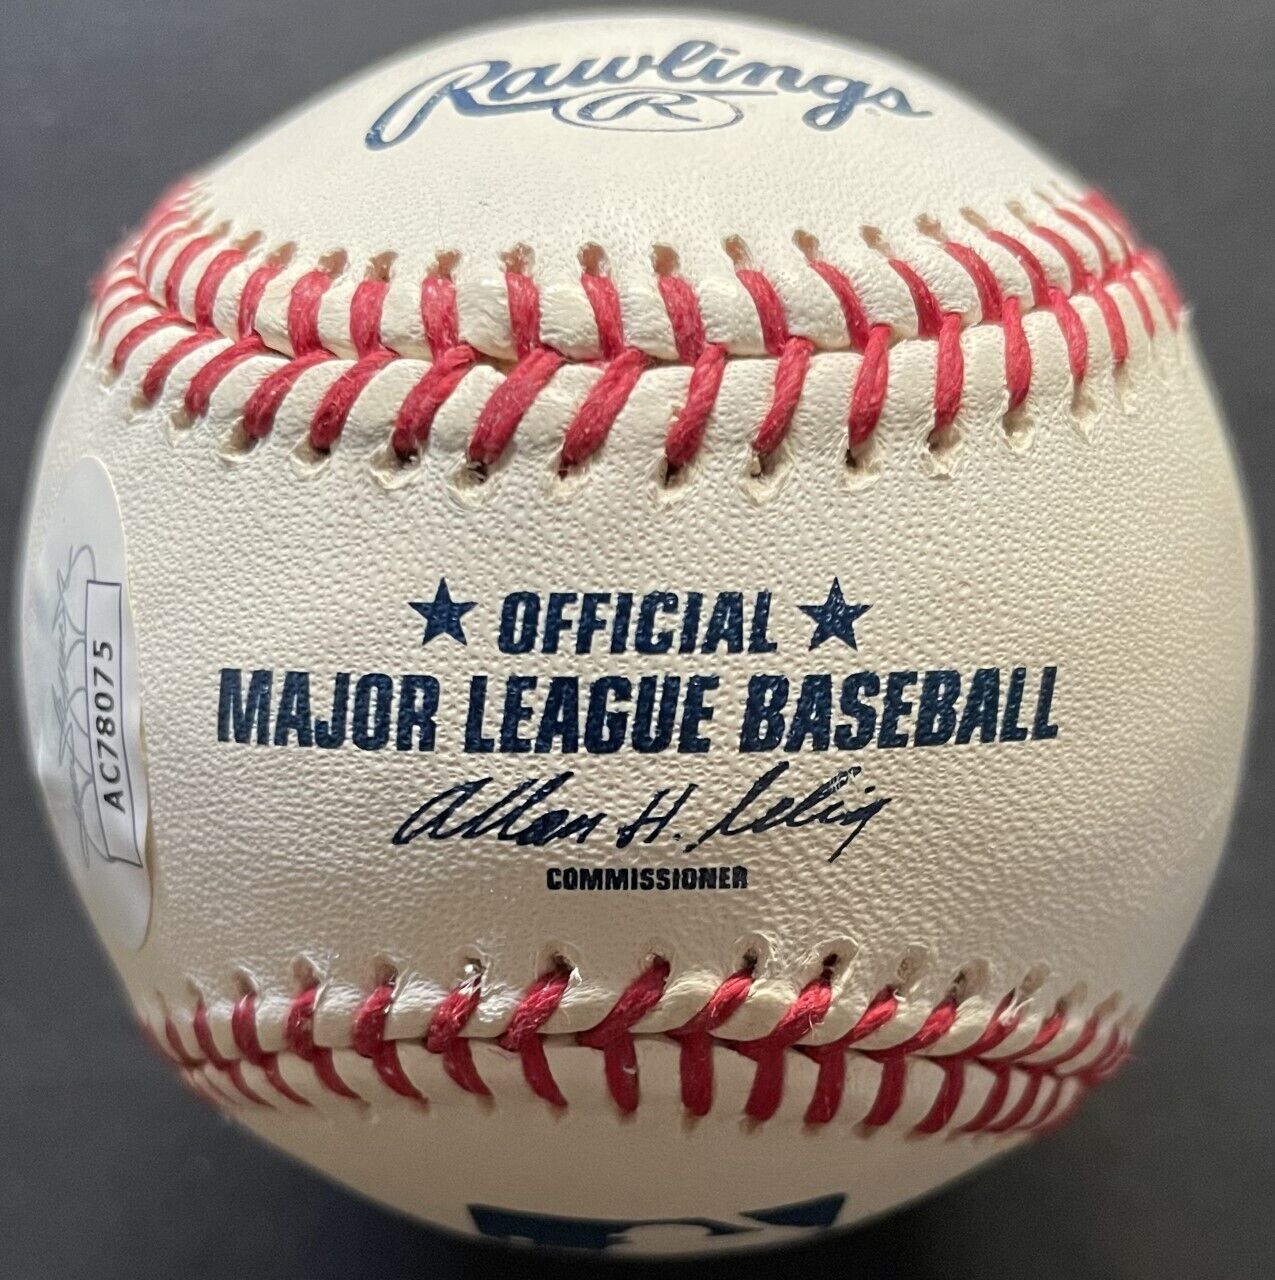 Rawlings
R
★ OFFICIAL ★
MAJOR LEAGUE BASEBALL
Allan H. Selig
COMMISSIONER
AC78075